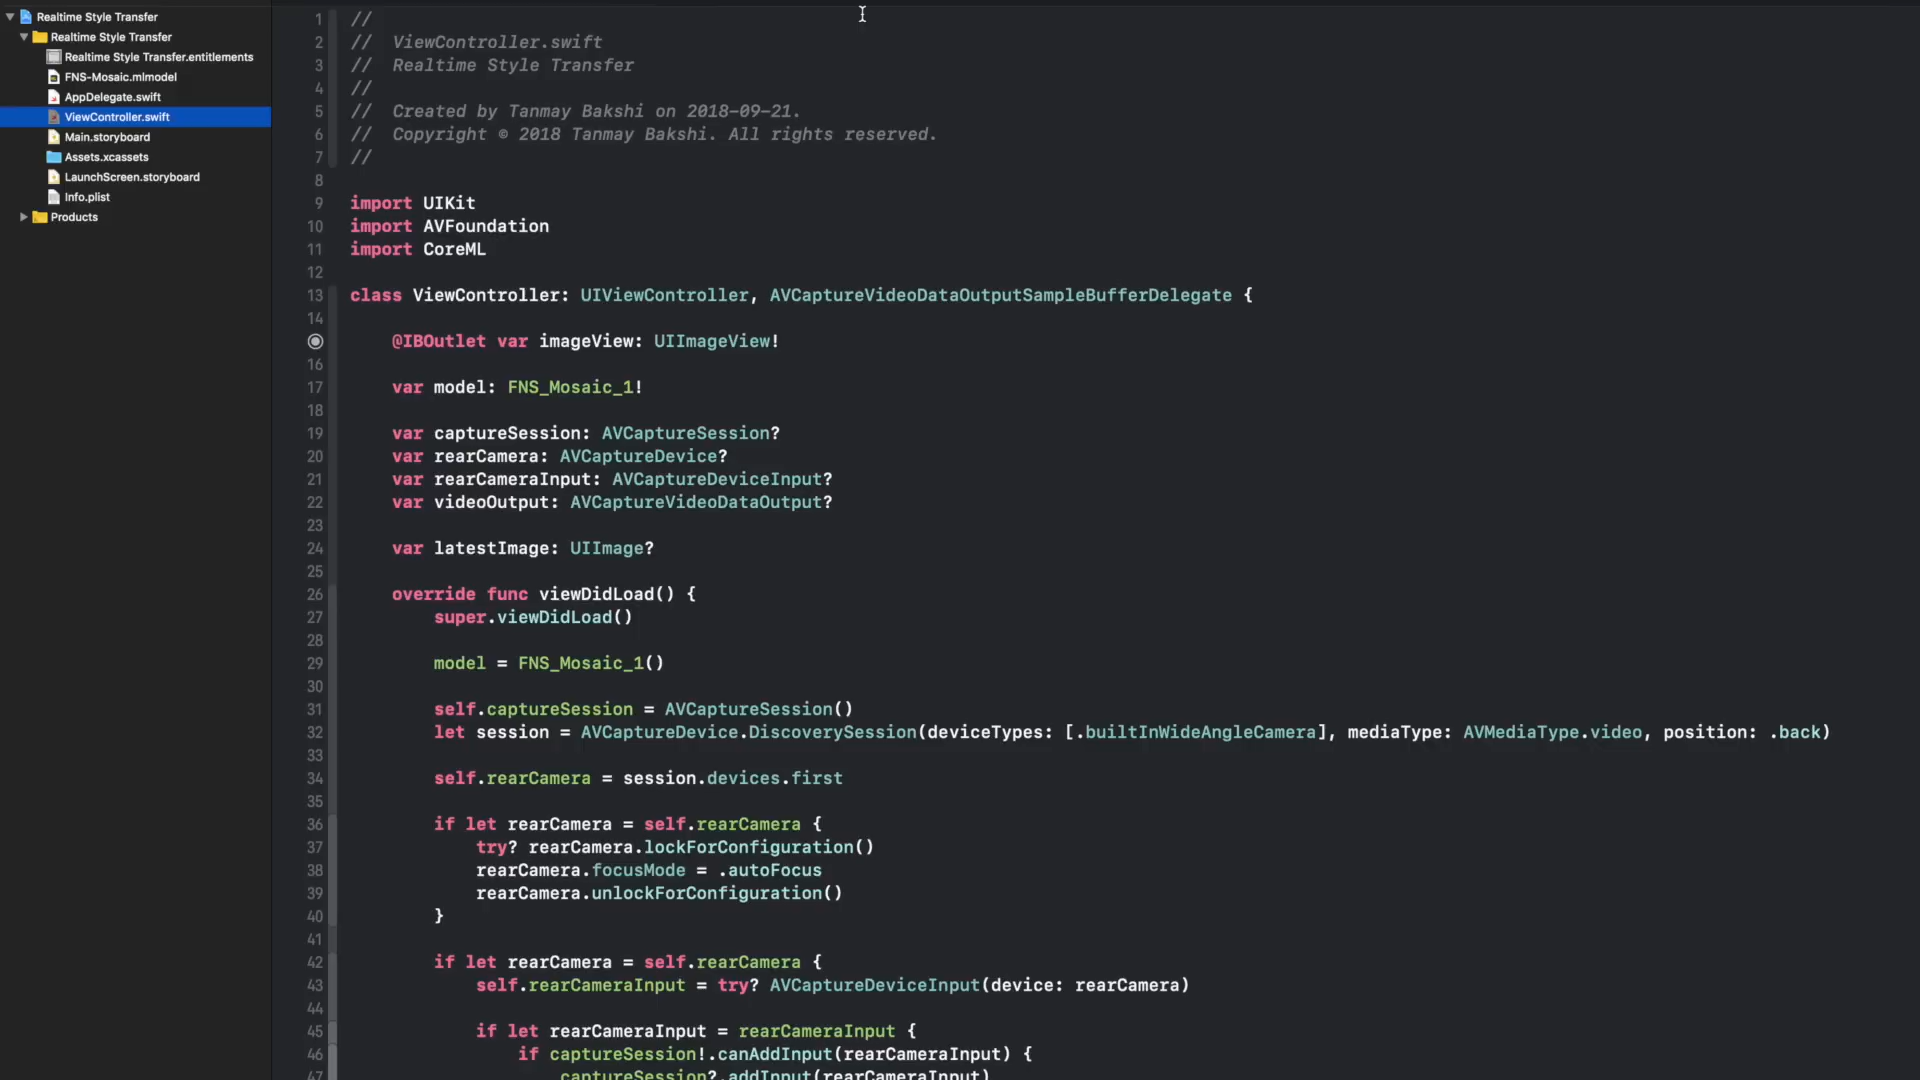 Realtime Style Transfer
Realtime Style Transfer
Realtime Style Transfer.entitlements
FNS-Mosaic.mlmodel
AppDelegate.swift
ViewController.swift
Main.storyboard
Assets.xcassets
LaunchScreen.storyboard
Info.plist
Products
1 //
2 //  ViewController.swift
3 //  Realtime Style Transfer
4 //
5 //  Created by Tanmay Bakshi on 2018-09-21.
6 //  Copyright © 2018 Tanmay Bakshi. All rights reserved.
7 //
8
9 import UIKit
10 import AVFoundation
11 import CoreML
12
13 class ViewController: UIViewController, AVCaptureVideoDataOutputSampleBufferDelegate {
14
@IBOutlet var imageView: UIImageView!
16
17 var model: FNS_Mosaic_1!
18
19 var captureSession: AVCaptureSession?
20 var rearCamera: AVCaptureDevice?
21 var rearCameraInput: AVCaptureDeviceInput?
22 var videoOutput: AVCaptureVideoDataOutput?
23
24 var latestImage: UIImage?
25
26 override func viewDidLoad() {
27 super.viewDidLoad()
28
29 model = FNS_Mosaic_1()
30
31 self.captureSession = AVCaptureSession()
32 let session = AVCaptureDevice.DiscoverySession(deviceTypes: [.builtInWideAngleCamera], mediaType: AVMediaType.video, position: .back)
33
34 self.rearCamera = session.devices.first
35
36 if let rearCamera = self.rearCamera {
37 try? rearCamera.lockForConfiguration()
38 rearCamera.focusMode = .autoFocus
39 rearCamera.unlockForConfiguration()
40 }
41
42 if let rearCamera = self.rearCamera {
43 self.rearCameraInput = try? AVCaptureDeviceInput(device: rearCamera)
44
45 if let rearCameraInput = rearCameraInput {
46 if captureSession!.canAddInput(rearCameraInput) {
47 captureSession?.addInput(rearCameraInput)